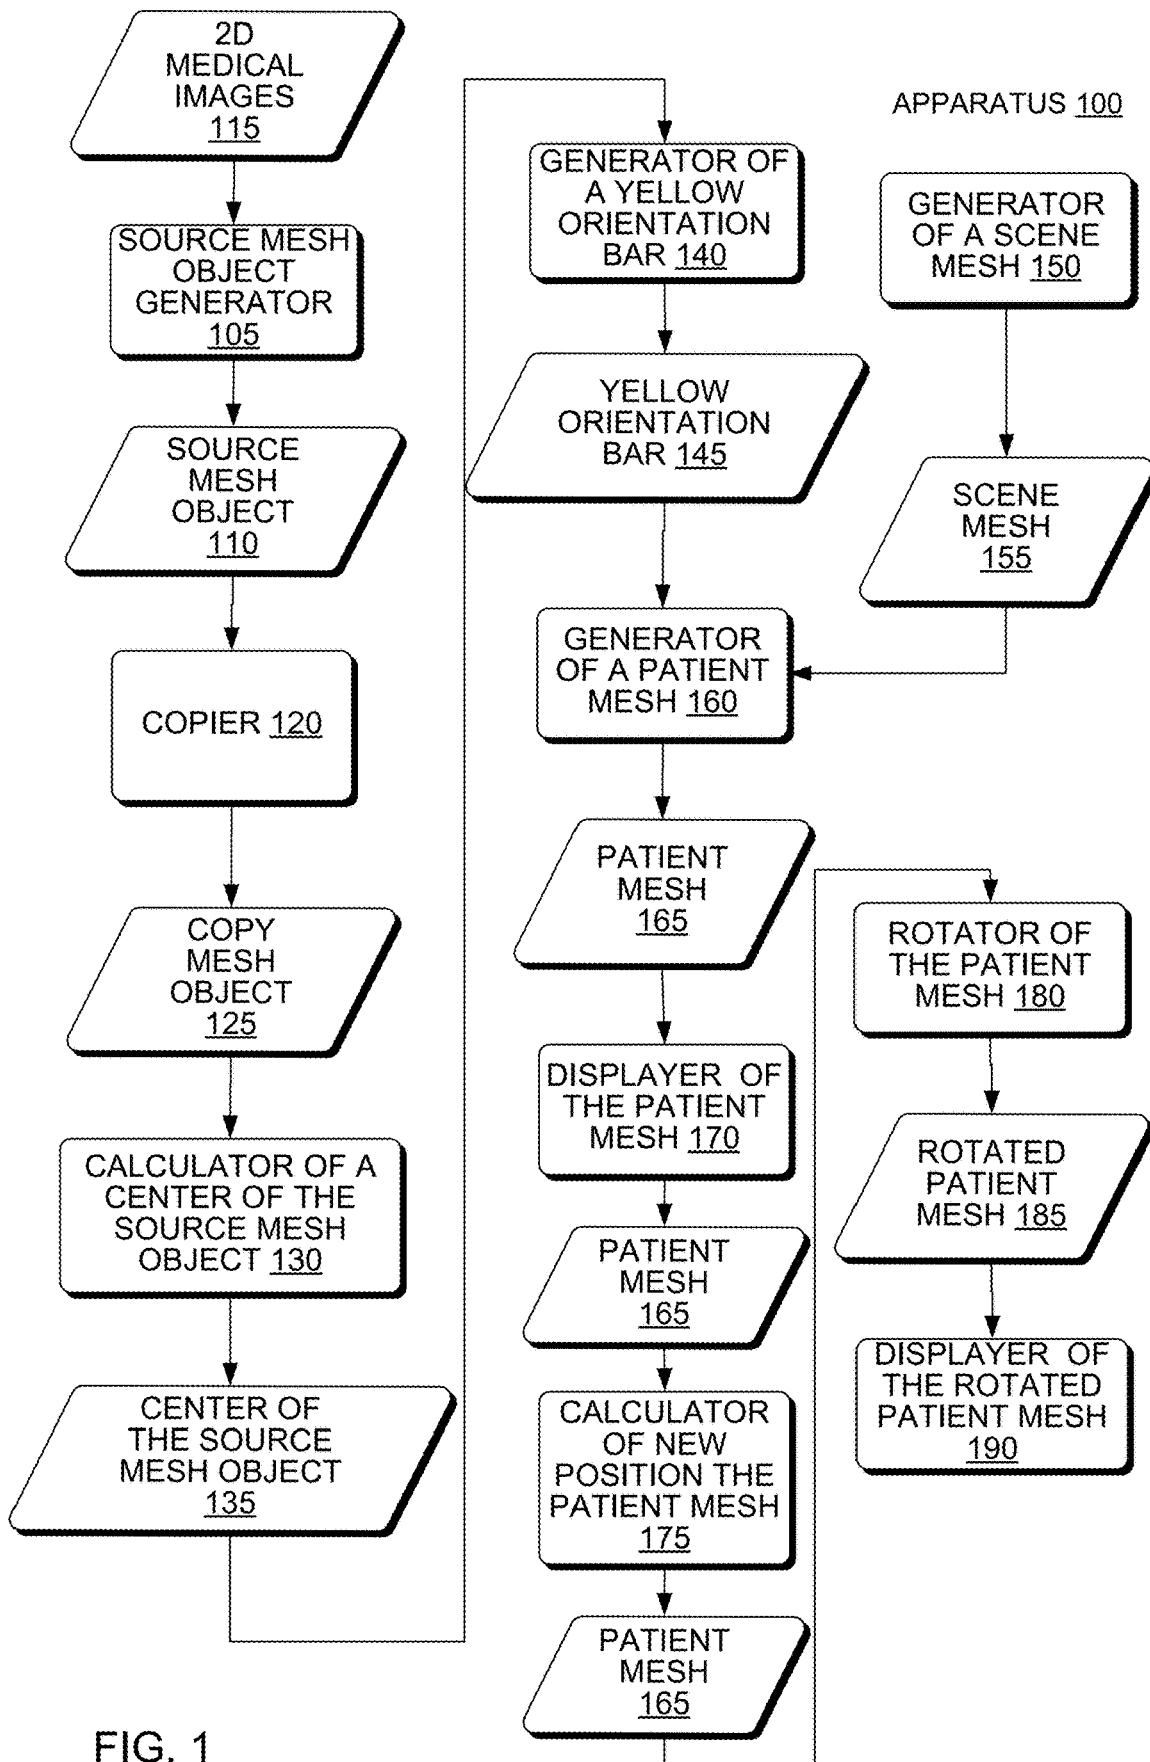 2D
MEDICAL
IMAGES
115
SOURCE MESH
OBJECT
GENERATOR
105
SOURCE
MESH
OBJECT
110
COPIER 120
COPY
MESH
OBJECT
125
CALCULATOR OF A
CENTER OF THE
SOURCE MESH
OBJECT 130
CENTER OF
THE SOURCE
MESH OBJECT
135
GENERATOR OF
A YELLOW
ORIENTATION
BAR 140
YELLOW
ORIENTATION
BAR 145
GENERATOR
OF A PATIENT
MESH 160
PATIENT
MESH
165
DISPLAYER OF
THE PATIENT
MESH 170
PATIENT
MESH
165
CALCULATOR
OF NEW
POSITION THE
PATIENT MESH
175
PATIENT
MESH
165
APPARATUS 100
GENERATOR
OF A SCENE
MESH 150
SCENE
MESH
155
ROTATOR OF
THE PATIENT
MESH 180
ROTATED
PATIENT
MESH 185
DISPLAYER OF
THE ROTATED
PATIENT MESH
190
FIG. 1